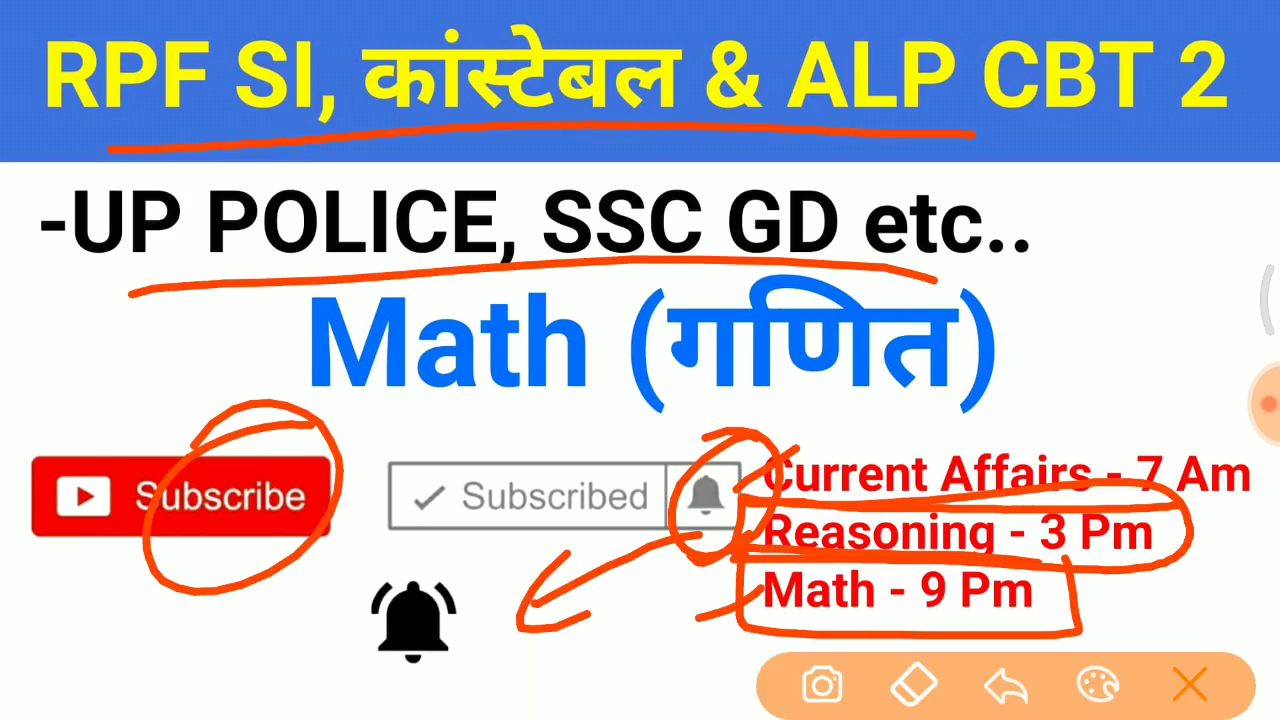 RPF SI, कांस्टेबल & ALP CBT 2
-UP POLICE, SSC GD etc..
Math (गणित)
Subscribe
Subscribed
Current Affairs - 7 Am
Reasoning - 3 Pm
Math - 9 Pm